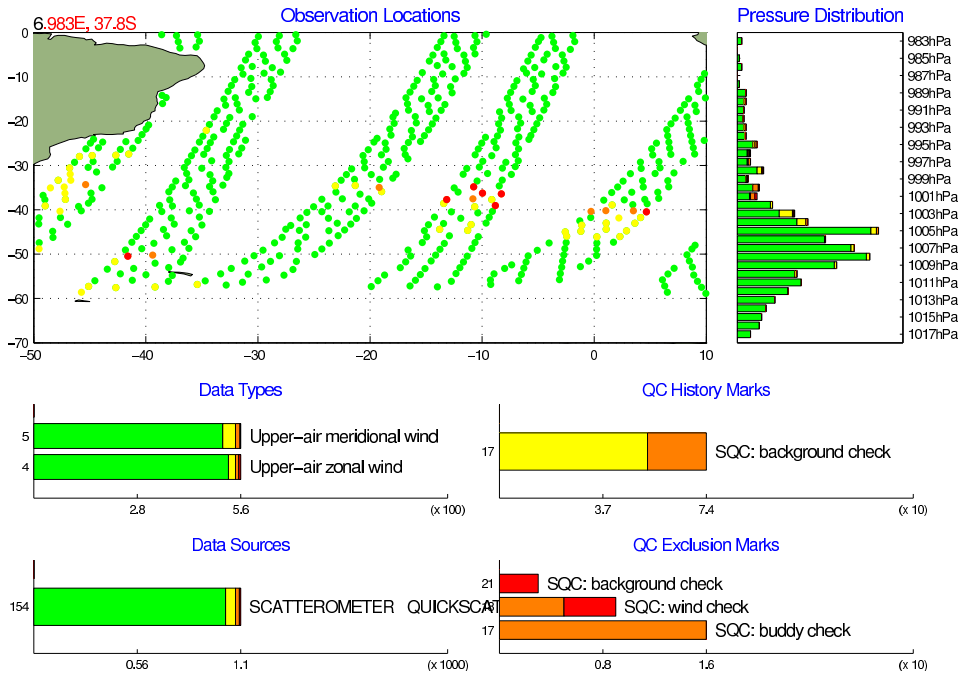 Observation Locations
Pressure Distribution
6.983E, 37.8S
0
−10
−20
−30
−40
−50
−60
−70
−50
−40
−30
−20
−10
0
10
983hPa
985hPa
987hPa
989hPa
991hPa
993hPa
995hPa
997hPa
999hPa
1001hPa
1003hPa
1005hPa
1007hPa
1009hPa
1011hPa
1013hPa
1015hPa
1017hPa
Data Types
5
Upper−air meridional wind
4
Upper−air zonal wind
2.8
5.6
(x 100)
QC History Marks
17
SQC: background check
3.7
7.4
(x 10)
Data Sources
154
SCATTEROMETER QUICKSCAT
0.56
1.1
(x 1000)
QC Exclusion Marks
21
SQC: background check
SQC: wind check
17
SQC: buddy check
0.8
1.6
(x 10)